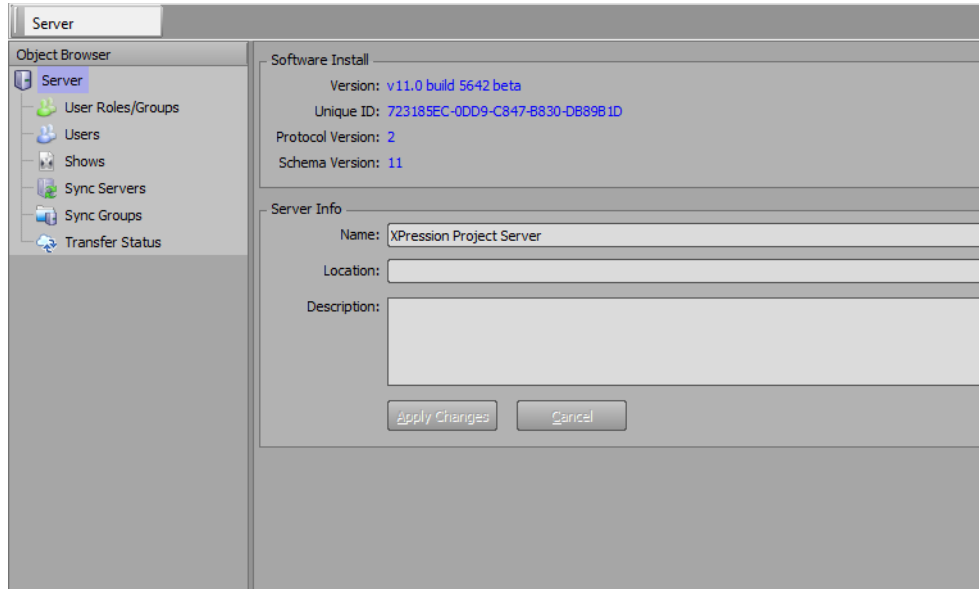 Server
Object Browser
Server
User Roles/Groups
Users
Shows
Sync Servers
Sync Groups
Transfer Status
Software Install
Version: v11.0 build 5642 beta
Unique ID: 723185EC-0DD9-C847-B830-DB89B1D
Protocol Version: 2
Schema Version: 11
Server Info
Name: XPression Project Server
Location:
Description:
Apply Changes Cancel